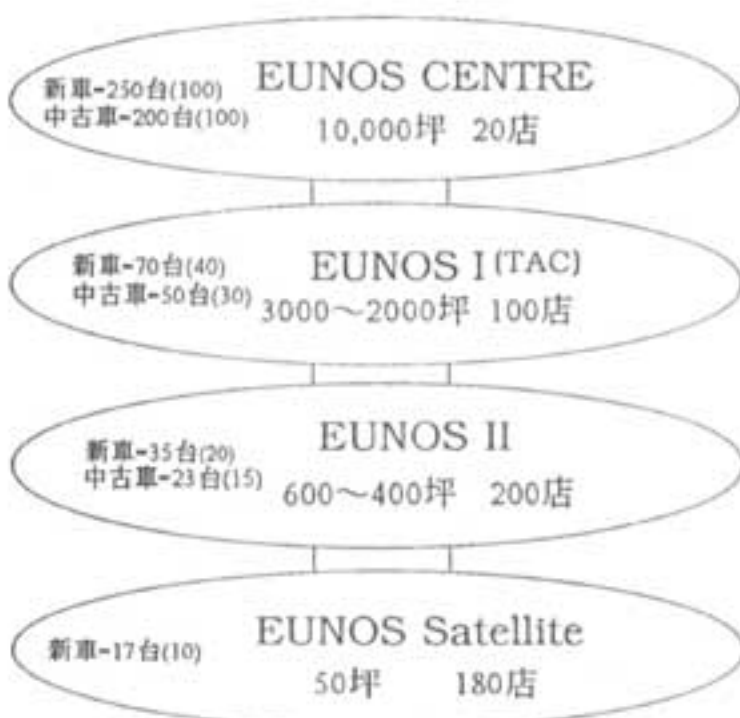 EUNOS CENTRE
新車=250台(100)
中古車=200台(100)
10,000坪 20店
EUNOS I (TAC)
新車=70台(40)
中古車=50台(30)
3000～2000坪 100店
EUNOS II
新車=35台(20)
中古車=23台(15)
600～400坪 200店
EUNOS Satellite
新車=17台(10)
50坪 180店